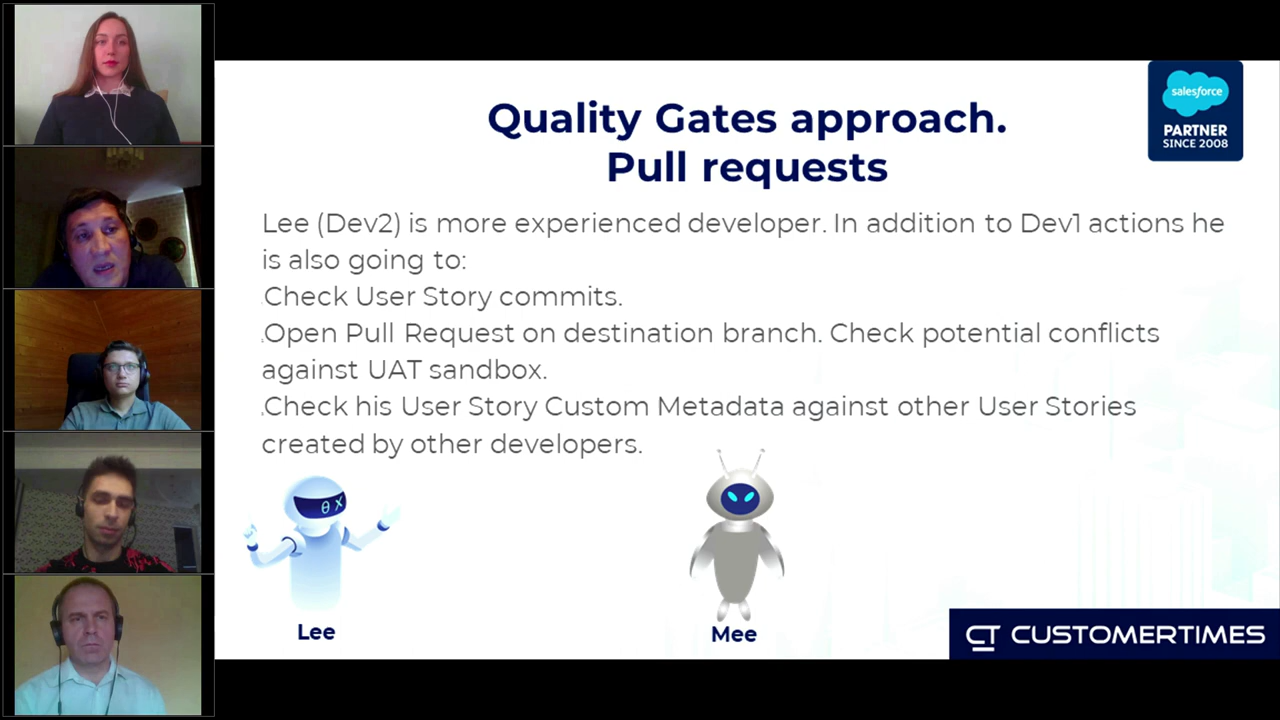 Quality Gates approach.
Pull requests
salesforce
PARTNER
SINCE 2008
Lee (Dev2) is more experienced developer. In addition to Dev1 actions he
is also going to:
Check User Story commits.
Open Pull Request on destination branch. Check potential conflicts
against UAT sandbox.
Check his User Story Custom Metadata against other User Stories
created by other developers.
Lee
Mee
CT CUSTOMERTIMES